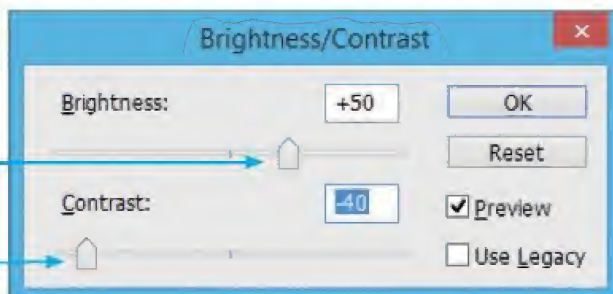 Brightness/Contrast
Brightness: +50 OK
Reset
Contrast: -40 Preview
Use Legacy